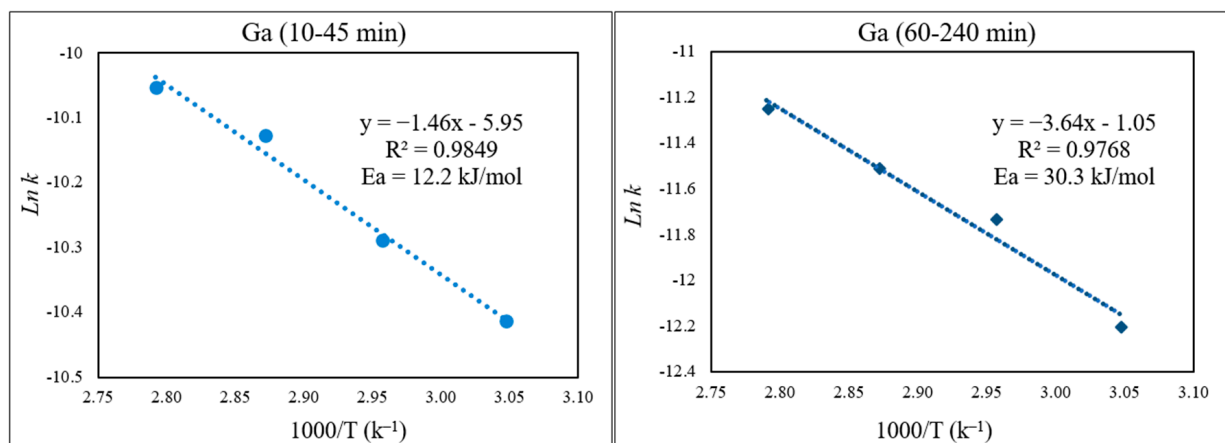 Ga (10-45 min)
-10
-10.1
-10.2
-10.3
-10.4
-10.5
Ln k
y = −1.46x - 5.95
R² = 0.9849
Ea = 12.2 kJ/mol
2.75 2.80 2.85 2.90 2.95 3.00 3.05 3.10
1000/T (k⁻¹)
Ga (60-240 min)
-11
-11.2
-11.4
-11.6
-11.8
-12
-12.2
-12.4
Ln k
y = −3.64x - 1.05
R² = 0.9768
Ea = 30.3 kJ/mol
2.75 2.80 2.85 2.90 2.95 3.00 3.05 3.10
1000/T (k⁻¹)